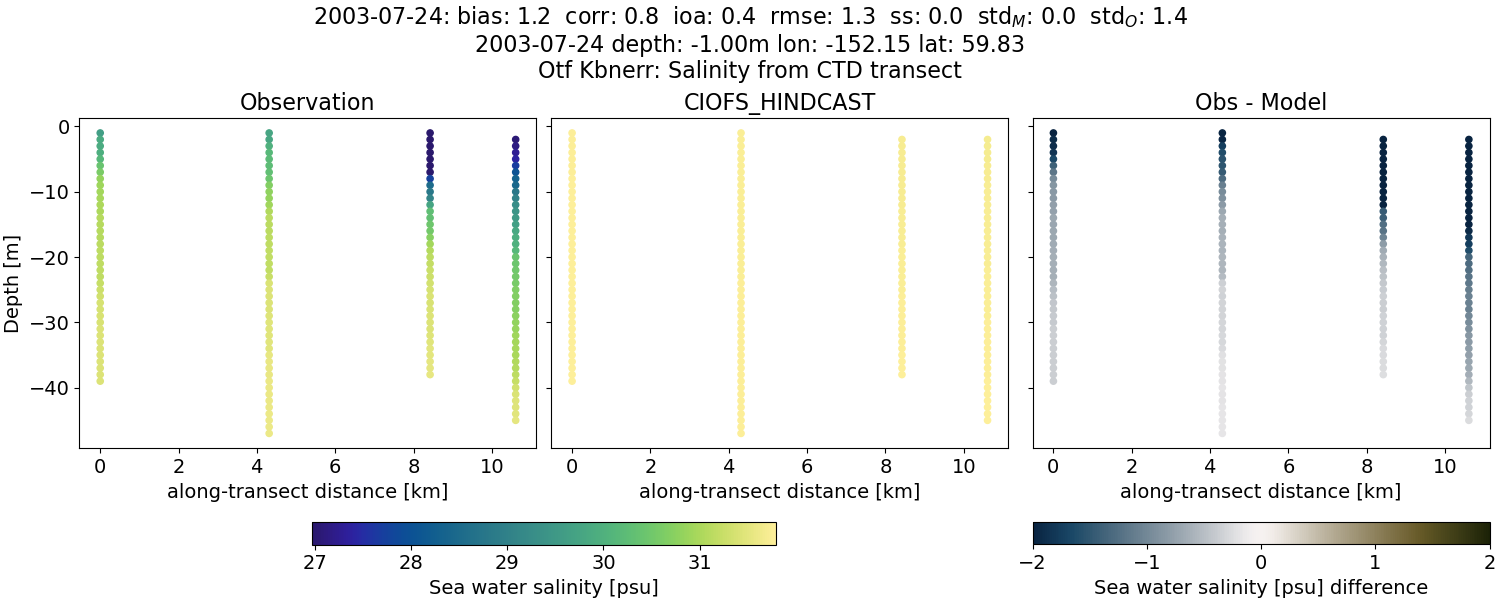 2003-07-24: bias: 1.2  corr: 0.8  ioa: 0.4  rmse: 1.3  ss: 0.0  std_M: 0.0  std_O: 1.4
2003-07-24 depth: -1.00m lon: -152.15 lat: 59.83
Otf Kbnerr: Salinity from CTD transect
Observation
CIOFS_HINDCAST
Obs - Model
Depth [m]
0
−10
−20
−30
−40
0 2 4 6 8 10
0 2 4 6 8 10
0 2 4 6 8 10
along-transect distance [km]
along-transect distance [km]
along-transect distance [km]
27 28 29 30 31
Sea water salinity [psu]
−2 −1 0 1 2
Sea water salinity [psu] difference